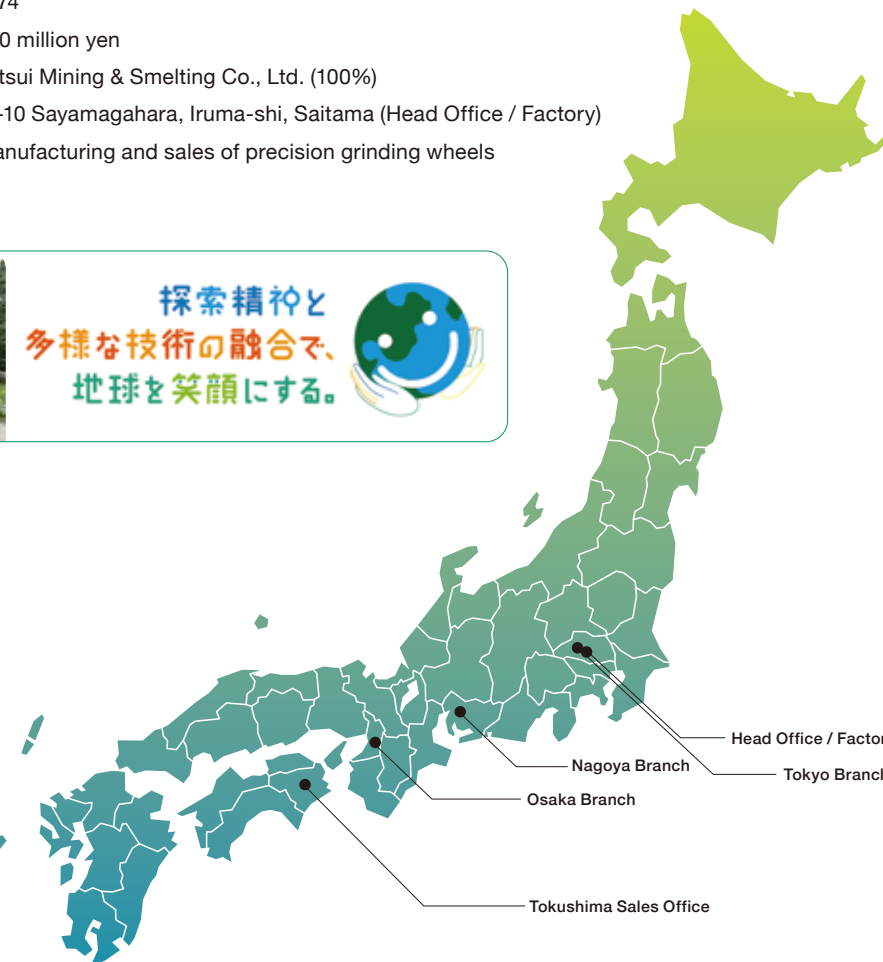 74
0 million yen
tsui Mining & Smelting Co., Ltd. (100%)
-10 Sayamagahara, Iruma-shi, Saitama (Head Office / Factory)
anufacturing and sales of precision grinding wheels
探索精神と
多様な技術の融合で、
地球を笑顔にする。
Head Office / Factor
Nagoya Branch
Tokyo Branch
Osaka Branch
Tokushima Sales Office